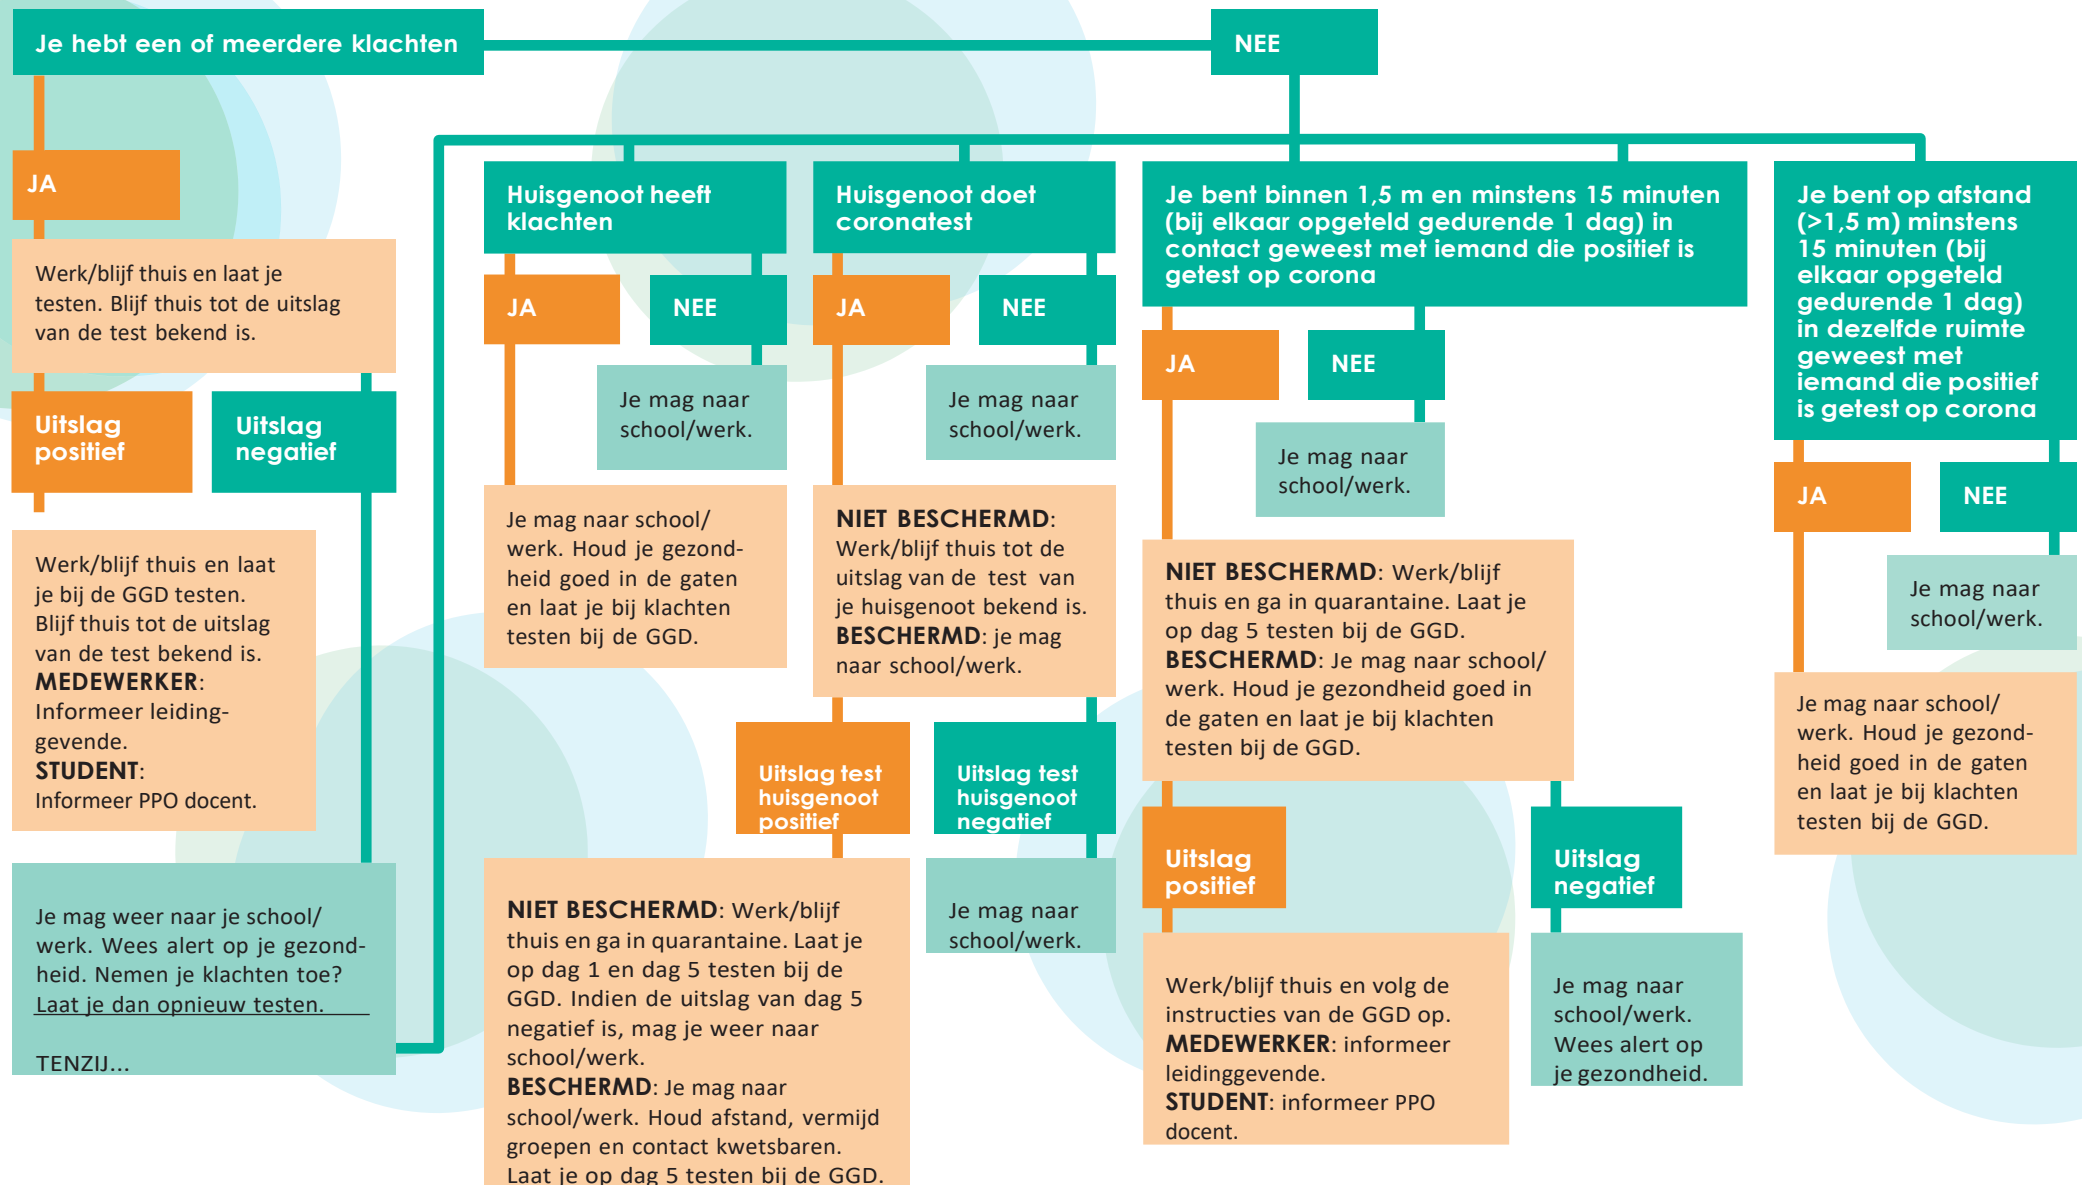 Je hebt een of meerdere klachten
NEE
JA
Werk/blijf thuis en laat je
testen. Blijf thuis tot de uitslag
van de test bekend is.
Uitslag
positief
Uitslag
negatief
Werk/blijf thuis en laat
je bij de GGD testen.
Blijf thuis tot de uitslag
van de test bekend is.
MEDEWERKER:
Informeer leiding-
gevende.
STUDENT:
Informeer PPO docent.
Je mag weer naar je school/
werk. Wees alert op je gezond-
heid. Nemen je klachten toe?
Laat je dan opnieuw testen.
TENZIJ...
Huisgenoot heeft
klachten
JA
NEE
Je mag naar
school/werk.
Je mag naar school/
werk. Houd je gezond-
heid goed in de gaten
en laat je bij klachten
testen bij de GGD.
Huisgenoot doet
coronatest
JA
NEE
Je mag naar
school/werk.
NIET BESCHERMD:
Werk/blijf thuis tot de
uitslag van de test van
je huisgenoot bekend is.
BESCHERMD: je mag
naar school/werk.
Uitslag test
huisgenoot
positief
Uitslag test
huisgenoot
negatief
NIET BESCHERMD: Werk/blijf
thuis en ga in quarantaine. Laat je
op dag 1 en dag 5 testen bij de
GGD. Indien de uitslag van dag 5
negatief is, mag je weer naar
school/werk.
BESCHERMD: Je mag naar
school/werk. Houd afstand, vermijd
groepen en contact kwetsbaren.
Laat je op dag 5 testen bij de GGD.
Je mag naar
school/werk.
Je bent binnen 1,5 m en minstens 15 minuten
(bij elkaar opgeteld gedurende 1 dag) in
contact geweest met iemand die positief is
getest op corona
JA
NEE
Je mag naar
school/werk.
NIET BESCHERMD: Werk/blijf
thuis en ga in quarantaine. Laat je
op dag 5 testen bij de GGD.
BESCHERMD: Je mag naar school/
werk. Houd je gezondheid goed in
de gaten en laat je bij klachten
testen bij de GGD.
Uitslag
positief
Uitslag
negatief
Werk/blijf thuis en volg de
instructies van de GGD op.
MEDEWERKER: informeer
leidinggevende.
STUDENT: informeer PPO
docent.
Je mag naar
school/werk.
Wees alert op
je gezondheid.
Je bent op afstand
(>1,5 m) minstens
15 minuten (bij
elkaar opgeteld
gedurende 1 dag)
in dezelfde ruimte
geweest met
iemand die positief
is getest op corona
JA
NEE
Je mag naar
school/werk.
Je mag naar school/
werk. Houd je gezond-
heid goed in de gaten
en laat je bij klachten
testen bij de GGD.